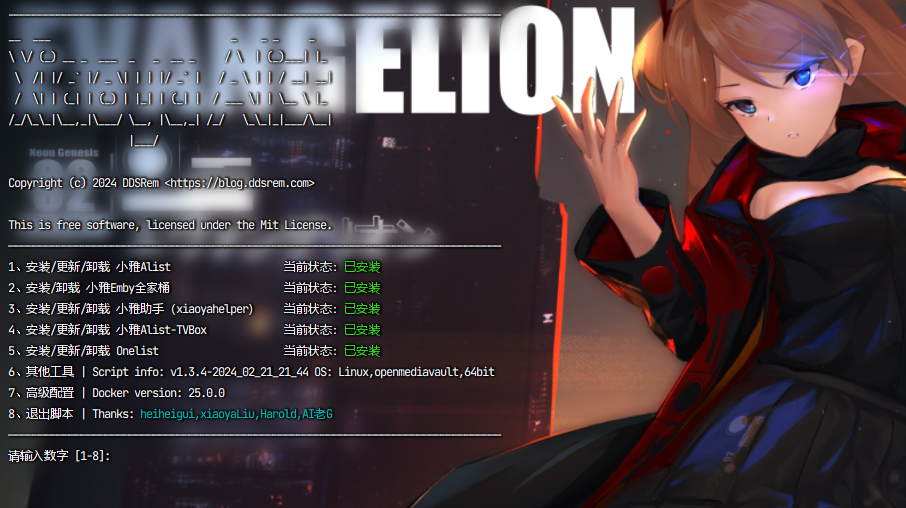 EVANGELION
Neon Genesis
Copyright (c) 2024 DDSRem <https://blog.ddsrem.com>
This is free software, licensed under the Mit License.
1、安装/更新/卸载 小雅Alist 当前状态: 已安装
2、安装/卸载 小雅Emby全家桶 当前状态: 已安装
3、安装/更新/卸载 小雅助手 (xiaoyahelper) 当前状态: 已安装
4、安装/更新/卸载 小雅Alist-TVBox 当前状态: 已安装
5、安装/更新/卸载 Onelist 当前状态: 已安装
6、其他工具 | Script info: v1.3.4-2024_02_21_21_44 OS: Linux,openmediavault,64bit
7、高级配置 | Docker version: 25.0.0
8、退出脚本 | Thanks: heiheigui,xiaoyaLiu,Harold,AI老G
请输入数字 [1-8]: